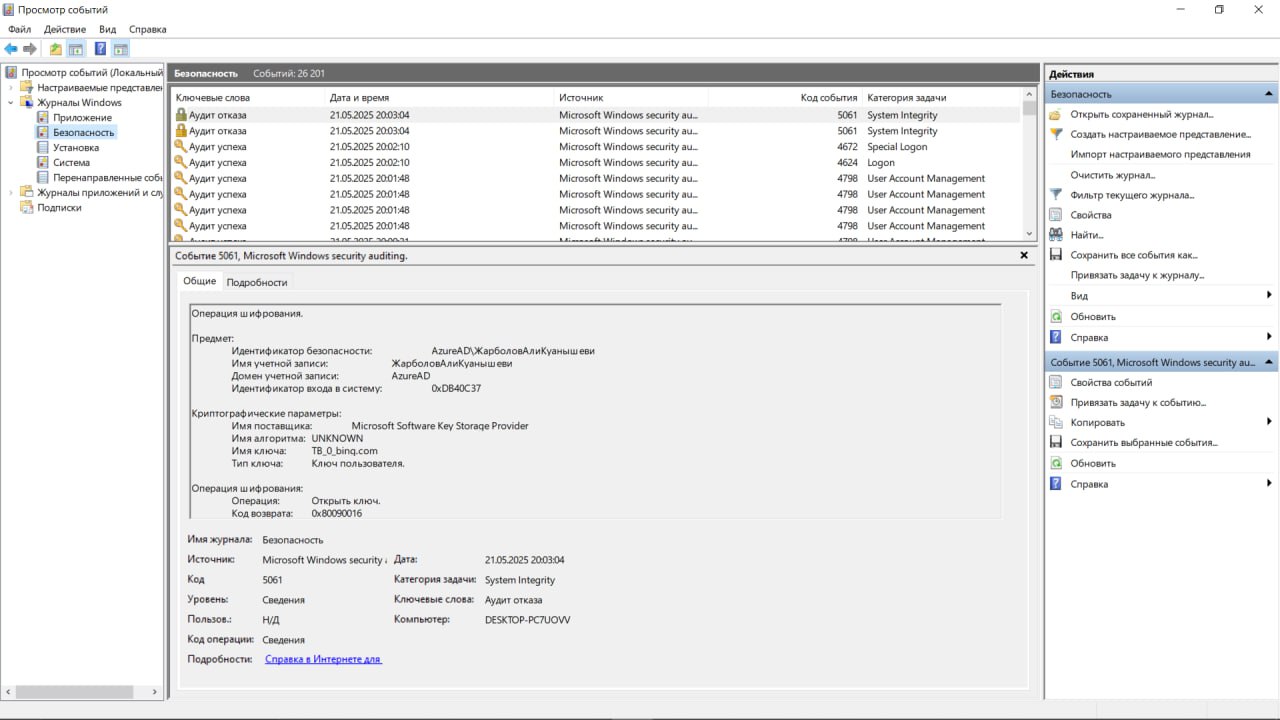 Просмотр событий
Файл Действие Вид Справка
Просмотр событий (Локальный
Настраиваемые представлен
Журналы Windows
Приложение
Безопасность
Установка
Система
Перенаправленные соб
Журналы приложений и слу
Подписки
Безопасность Событий: 26 201
Ключевые слова Дата и время Источник Код события Категория задачи
Аудит отказа 21.05.2025 20:03:04 Microsoft Windows security au... 5061 System Integrity
Аудит отказа 21.05.2025 20:03:04 Microsoft Windows security au... 5061 System Integrity
Аудит успеха 21.05.2025 20:02:10 Microsoft Windows security au... 4672 Special Logon
Аудит успеха 21.05.2025 20:02:10 Microsoft Windows security au... 4624 Logon
Аудит успеха 21.05.2025 20:01:48 Microsoft Windows security au... 4798 User Account Management
Аудит успеха 21.05.2025 20:01:48 Microsoft Windows security au... 4798 User Account Management
Аудит успеха 21.05.2025 20:01:48 Microsoft Windows security au... 4798 User Account Management
Аудит успеха 21.05.2025 20:01:48 Microsoft Windows security au... 4798 User Account Management
Событие 5061, Microsoft Windows security auditing.
Общие Подробности
Операция шифрования.
Предмет:
Идентификатор безопасности: AzureAD\ЖарболовАлиКуанышеви
Имя учетной записи: ЖарболовАлиКуанышеви
Домен учетной записи: AzureAD
Идентификатор входа в систему: 0xDB40C37
Криптографические параметры:
Имя поставщика: Microsoft Software Key Storage Provider
Имя алгоритма: UNKNOWN
Имя ключа: TB_0_bing.com
Тип ключа: Ключ пользователя.
Операция шифрования:
Операция: Открыть ключ.
Код возврата: 0x80090016
Имя журнала: Безопасность
Источник: Microsoft Windows security Дата: 21.05.2025 20:03:04
Код 5061 Категория задачи: System Integrity
Уровень: Сведения Ключевые слова: Аудит отказа
Пользов.: Н/Д Компьютер: DESKTOP-PC7UOVV
Код операции: Сведения
Подробности: Справка в Интернете для
Действия
Безопасность
Открыть сохраненный журнал...
Создать настраиваемое представление...
Импорт настраиваемого представления
Очистить журнал...
Фильтр текущего журнала...
Свойства
Найти...
Сохранить все события как...
Привязать задачу к журналу...
Вид
Обновить
Справка
Событие 5061, Microsoft Windows security au...
Свойства событий
Привязать задачу к событию...
Копировать
Сохранить выбранные события...
Обновить
Справка